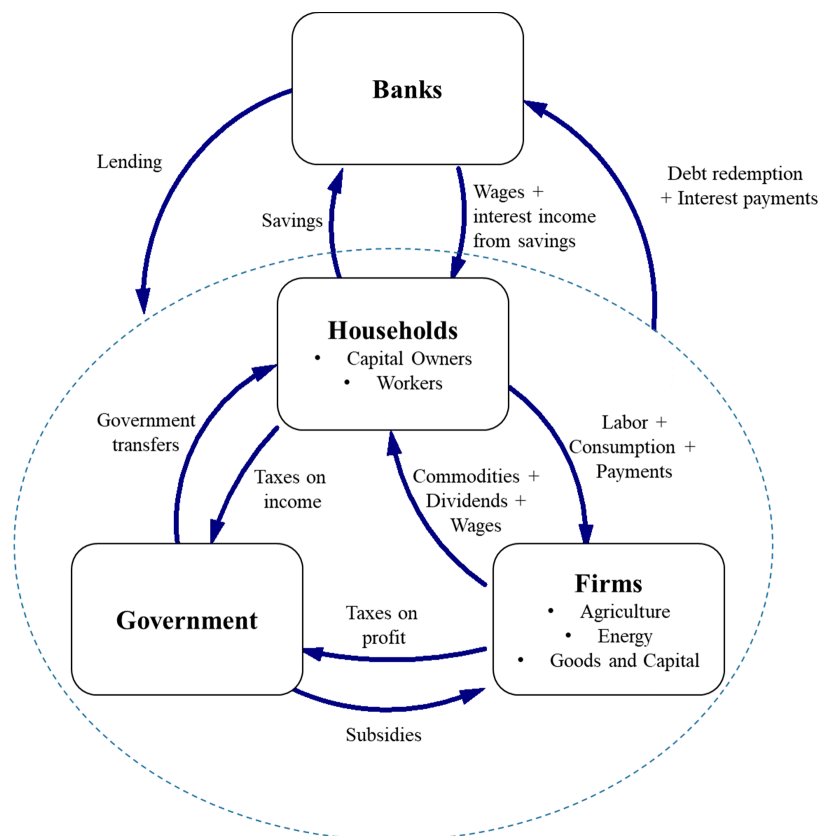 Banks
Lending
Debt redemption
+ Interest payments
Savings
Wages +
interest income
from savings
Households
• Capital Owners
• Workers
Government
transfers
Taxes on
income
Commodities +
Dividends +
Wages
Labor +
Consumption +
Payments
Government
Taxes on
profit
Firms
• Agriculture
• Energy
• Goods and Capital
Subsidies